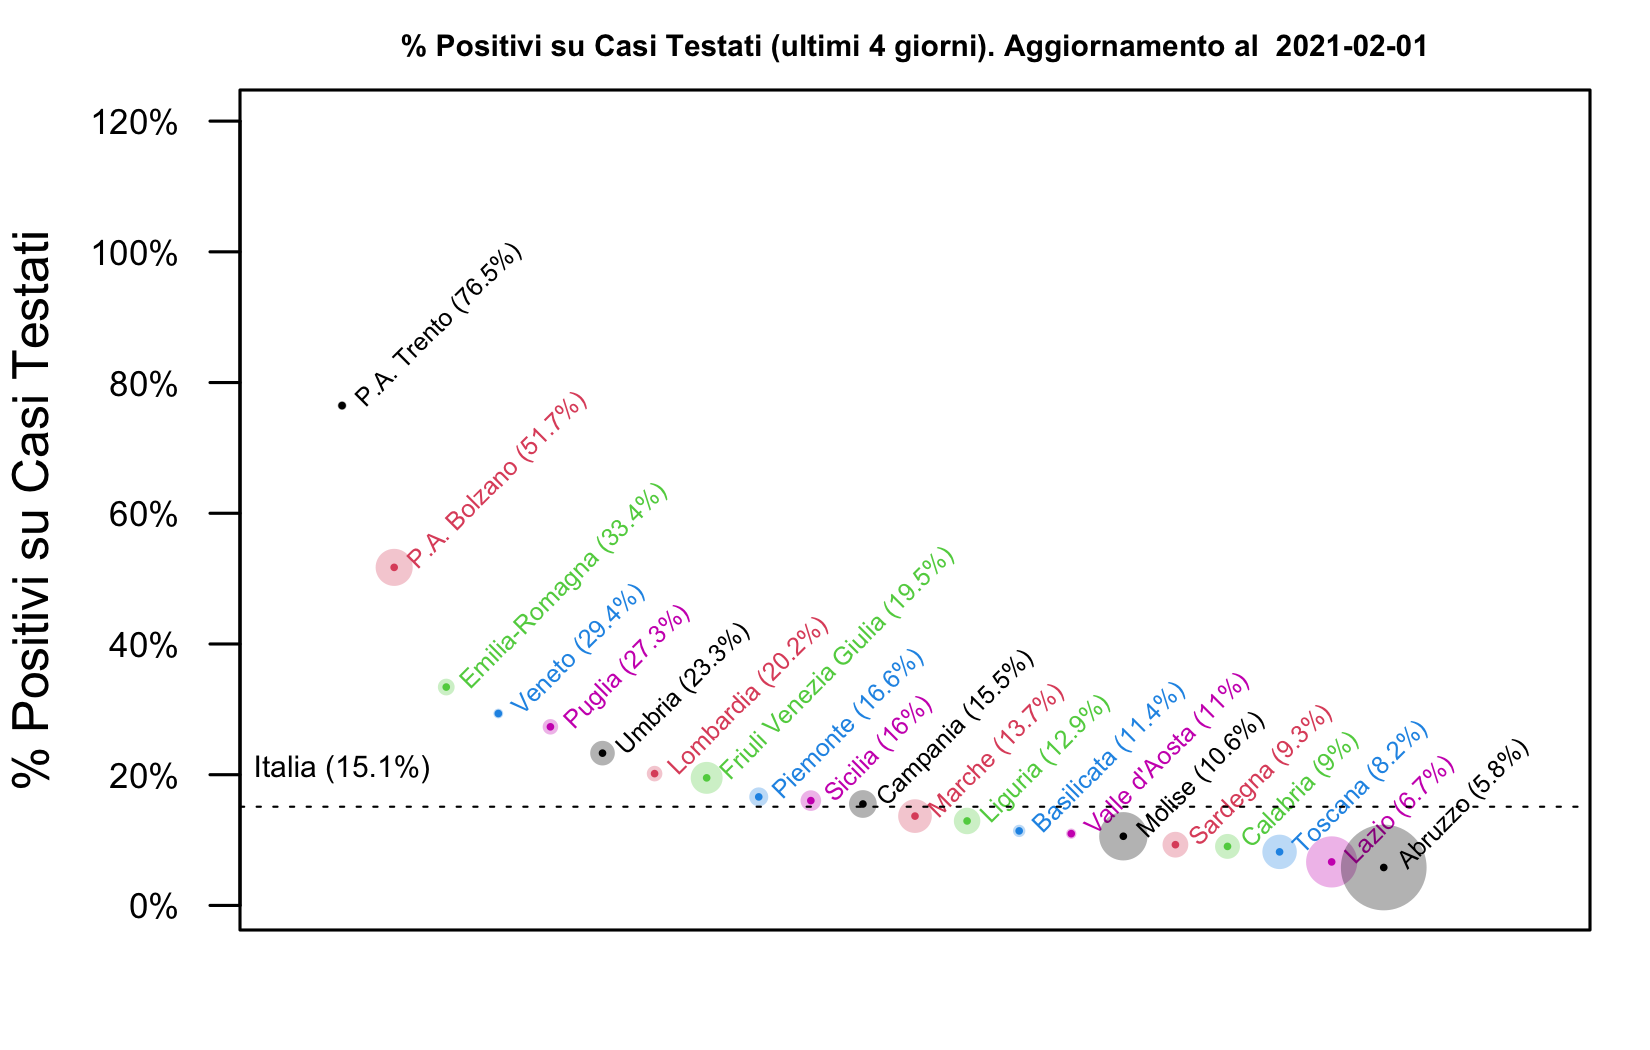 % Positivi su Casi Testati (ultimi 4 giorni). Aggiornamento al  2021-02-01
% Positivi su Casi Testati
120%
100%
80%
60%
40%
20%
0%
Italia (15.1%)
P.A. Trento (76.5%)
P.A. Bolzano (51.7%)
Emilia-Romagna (33.4%)
Veneto (29.4%)
Puglia (27.3%)
Umbria (23.3%)
Lombardia (20.2%)
Friuli Venezia Giulia (19.5%)
Piemonte (16.6%)
Sicilia (16%)
Campania (15.5%)
Marche (13.7%)
Liguria (12.9%)
Basilicata (11.4%)
Valle d'Aosta (11%)
Molise (10.6%)
Sardegna (9.3%)
Calabria (9%)
Toscana (8.2%)
Lazio (6.7%)
Abruzzo (5.8%)